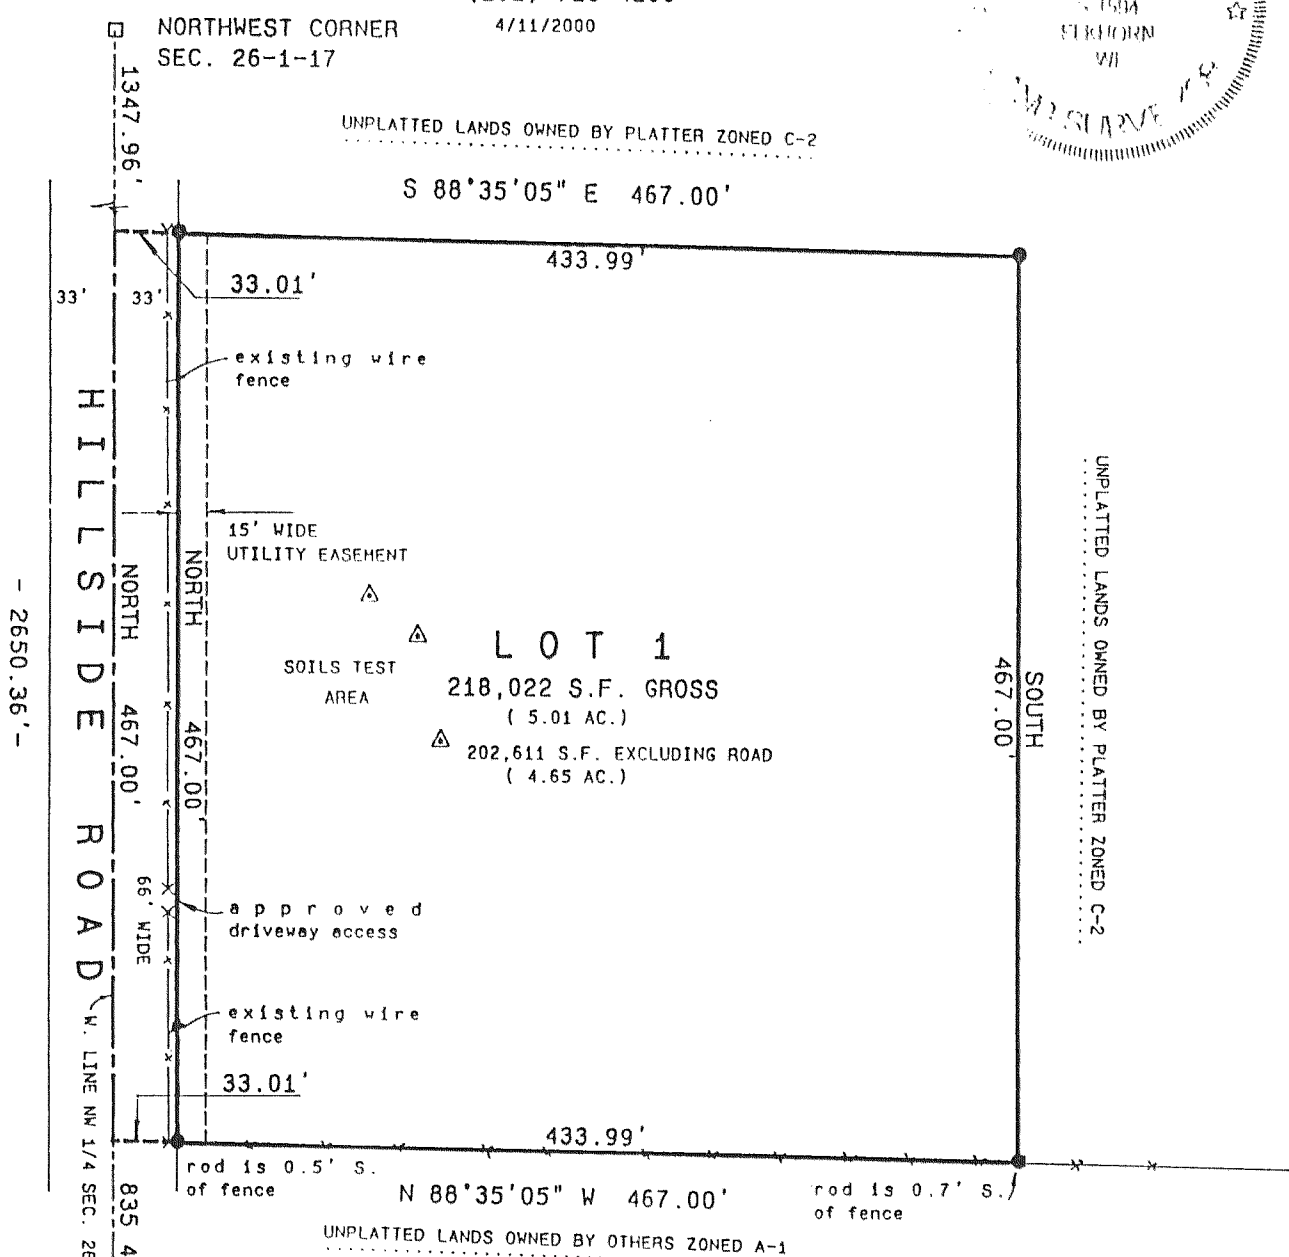 NORTHWEST CORNER
SEC. 26-1-17
4/11/2000
ELKHORN
WI
1347.96'
UNPLATTED LANDS OWNED BY PLATTER ZONED C-2
S 88°35'05" E 467.00'
433.99'
33.01'
33'
33'
existing wire
fence
HILLSIDE ROAD
15' WIDE
UTILITY EASEMENT
NORTH 467.00'
NORTH 467.00'
- 2650.36' -
SOILS TEST
AREA
LOT 1
218,022 S.F. GROSS
( 5.01 AC.)
202,611 S.F. EXCLUDING ROAD
( 4.65 AC.)
SOUTH
467.00'
UNPLATTED LANDS OWNED BY PLATTER ZONED C-2
66' WIDE
approved
driveway access
existing wire
fence
33.01'
W. LINE NW 1/4 SEC.
433.99'
rod is 0.5' S.
of fence
N 88°35'05" W 467.00'
rod is 0.7' S.
of fence
UNPLATTED LANDS OWNED BY OTHERS ZONED A-1